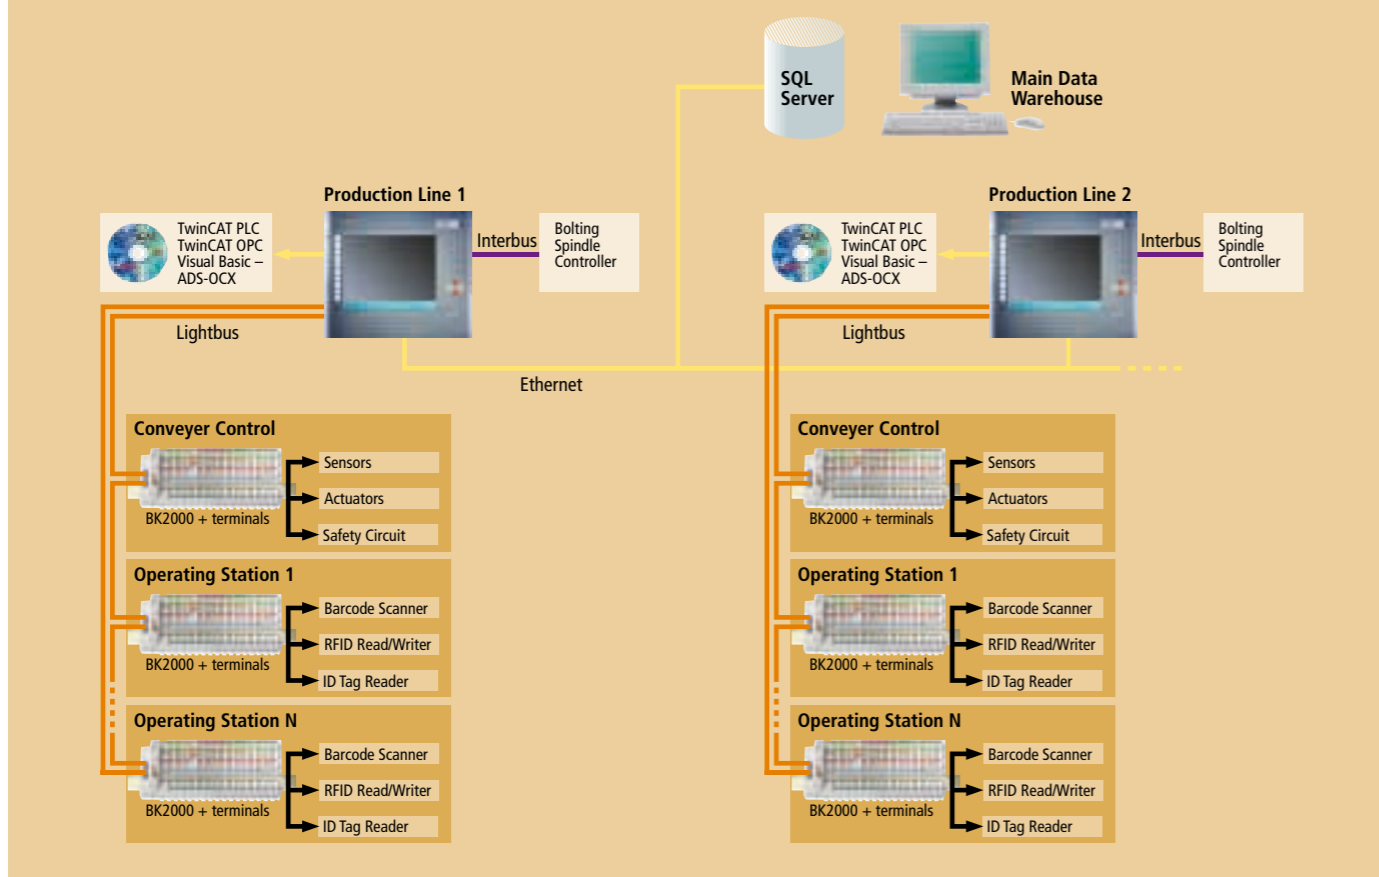 SQL
Server
Main Data
Warehouse
Production Line 1
TwinCAT PLC
TwinCAT OPC
Visual Basic –
ADS-OCX
Interbus
Bolting
Spindle
Controller
Lightbus
Ethernet
Conveyer Control
Sensors
Actuators
Safety Circuit
BK2000 + terminals
Operating Station 1
Barcode Scanner
RFID Read/Writer
ID Tag Reader
BK2000 + terminals
Operating Station N
Barcode Scanner
RFID Read/Writer
ID Tag Reader
BK2000 + terminals
Production Line 2
TwinCAT PLC
TwinCAT OPC
Visual Basic –
ADS-OCX
Interbus
Bolting
Spindle
Controller
Lightbus
Conveyer Control
Sensors
Actuators
Safety Circuit
BK2000 + terminals
Operating Station 1
Barcode Scanner
RFID Read/Writer
ID Tag Reader
BK2000 + terminals
Operating Station N
Barcode Scanner
RFID Read/Writer
ID Tag Reader
BK2000 + terminals